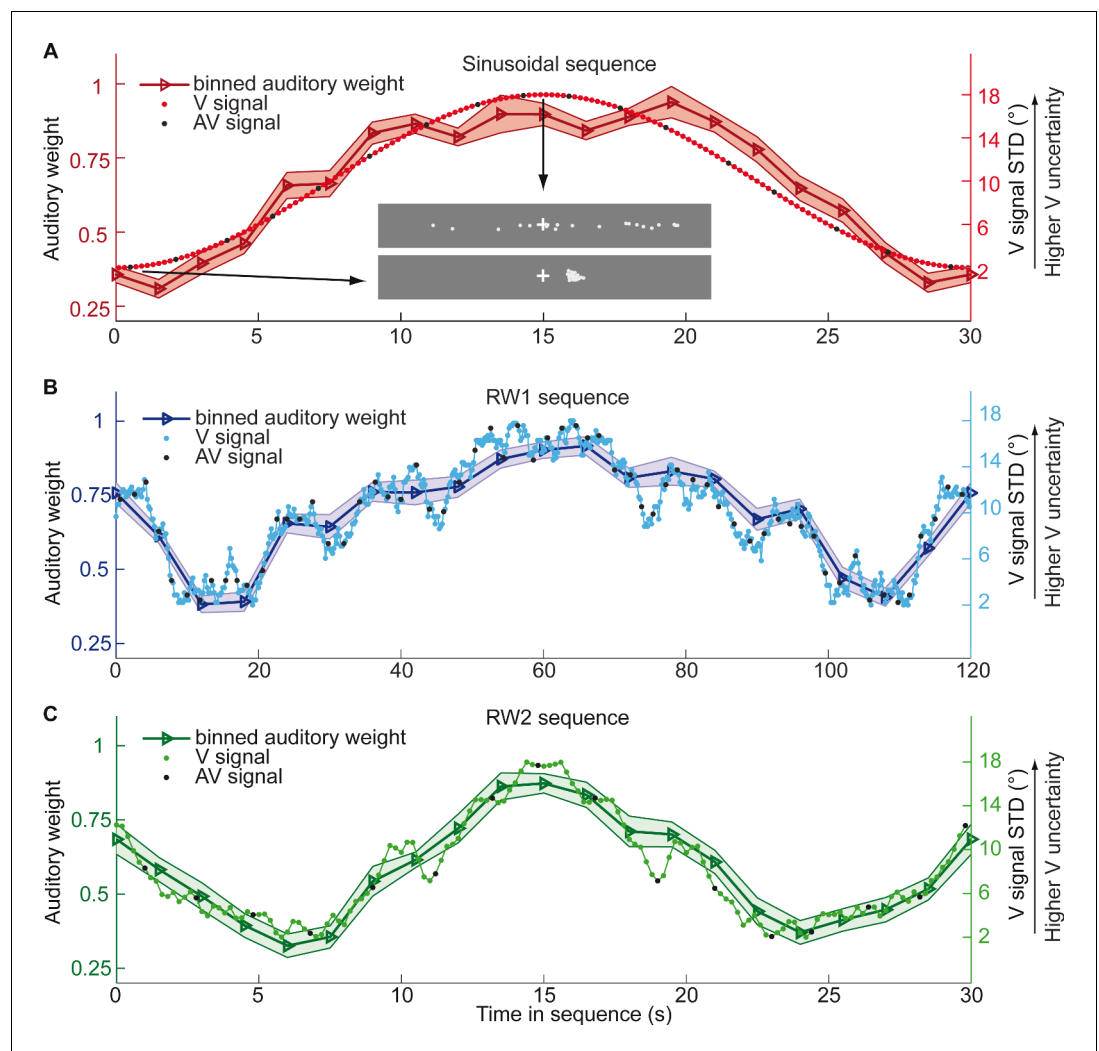 A
Sinusoidal sequence
binned auditory weight
V signal
AV signal
Auditory weight
1
0.75
0.5
0.25
18
14
10
6
2
V signal STD (°)
Higher V uncertainty
0 5 10 15 20 25 30
B
RW1 sequence
binned auditory weight
V signal
AV signal
Auditory weight
1
0.75
0.5
0.25
18
14
10
6
2
V signal STD (°)
Higher V uncertainty
0 20 40 60 80 100 120
C
RW2 sequence
binned auditory weight
V signal
AV signal
Auditory weight
1
0.75
0.5
0.25
18
14
10
6
2
V signal STD (°)
Higher V uncertainty
0 5 10 15 20 25 30
Time in sequence (s)